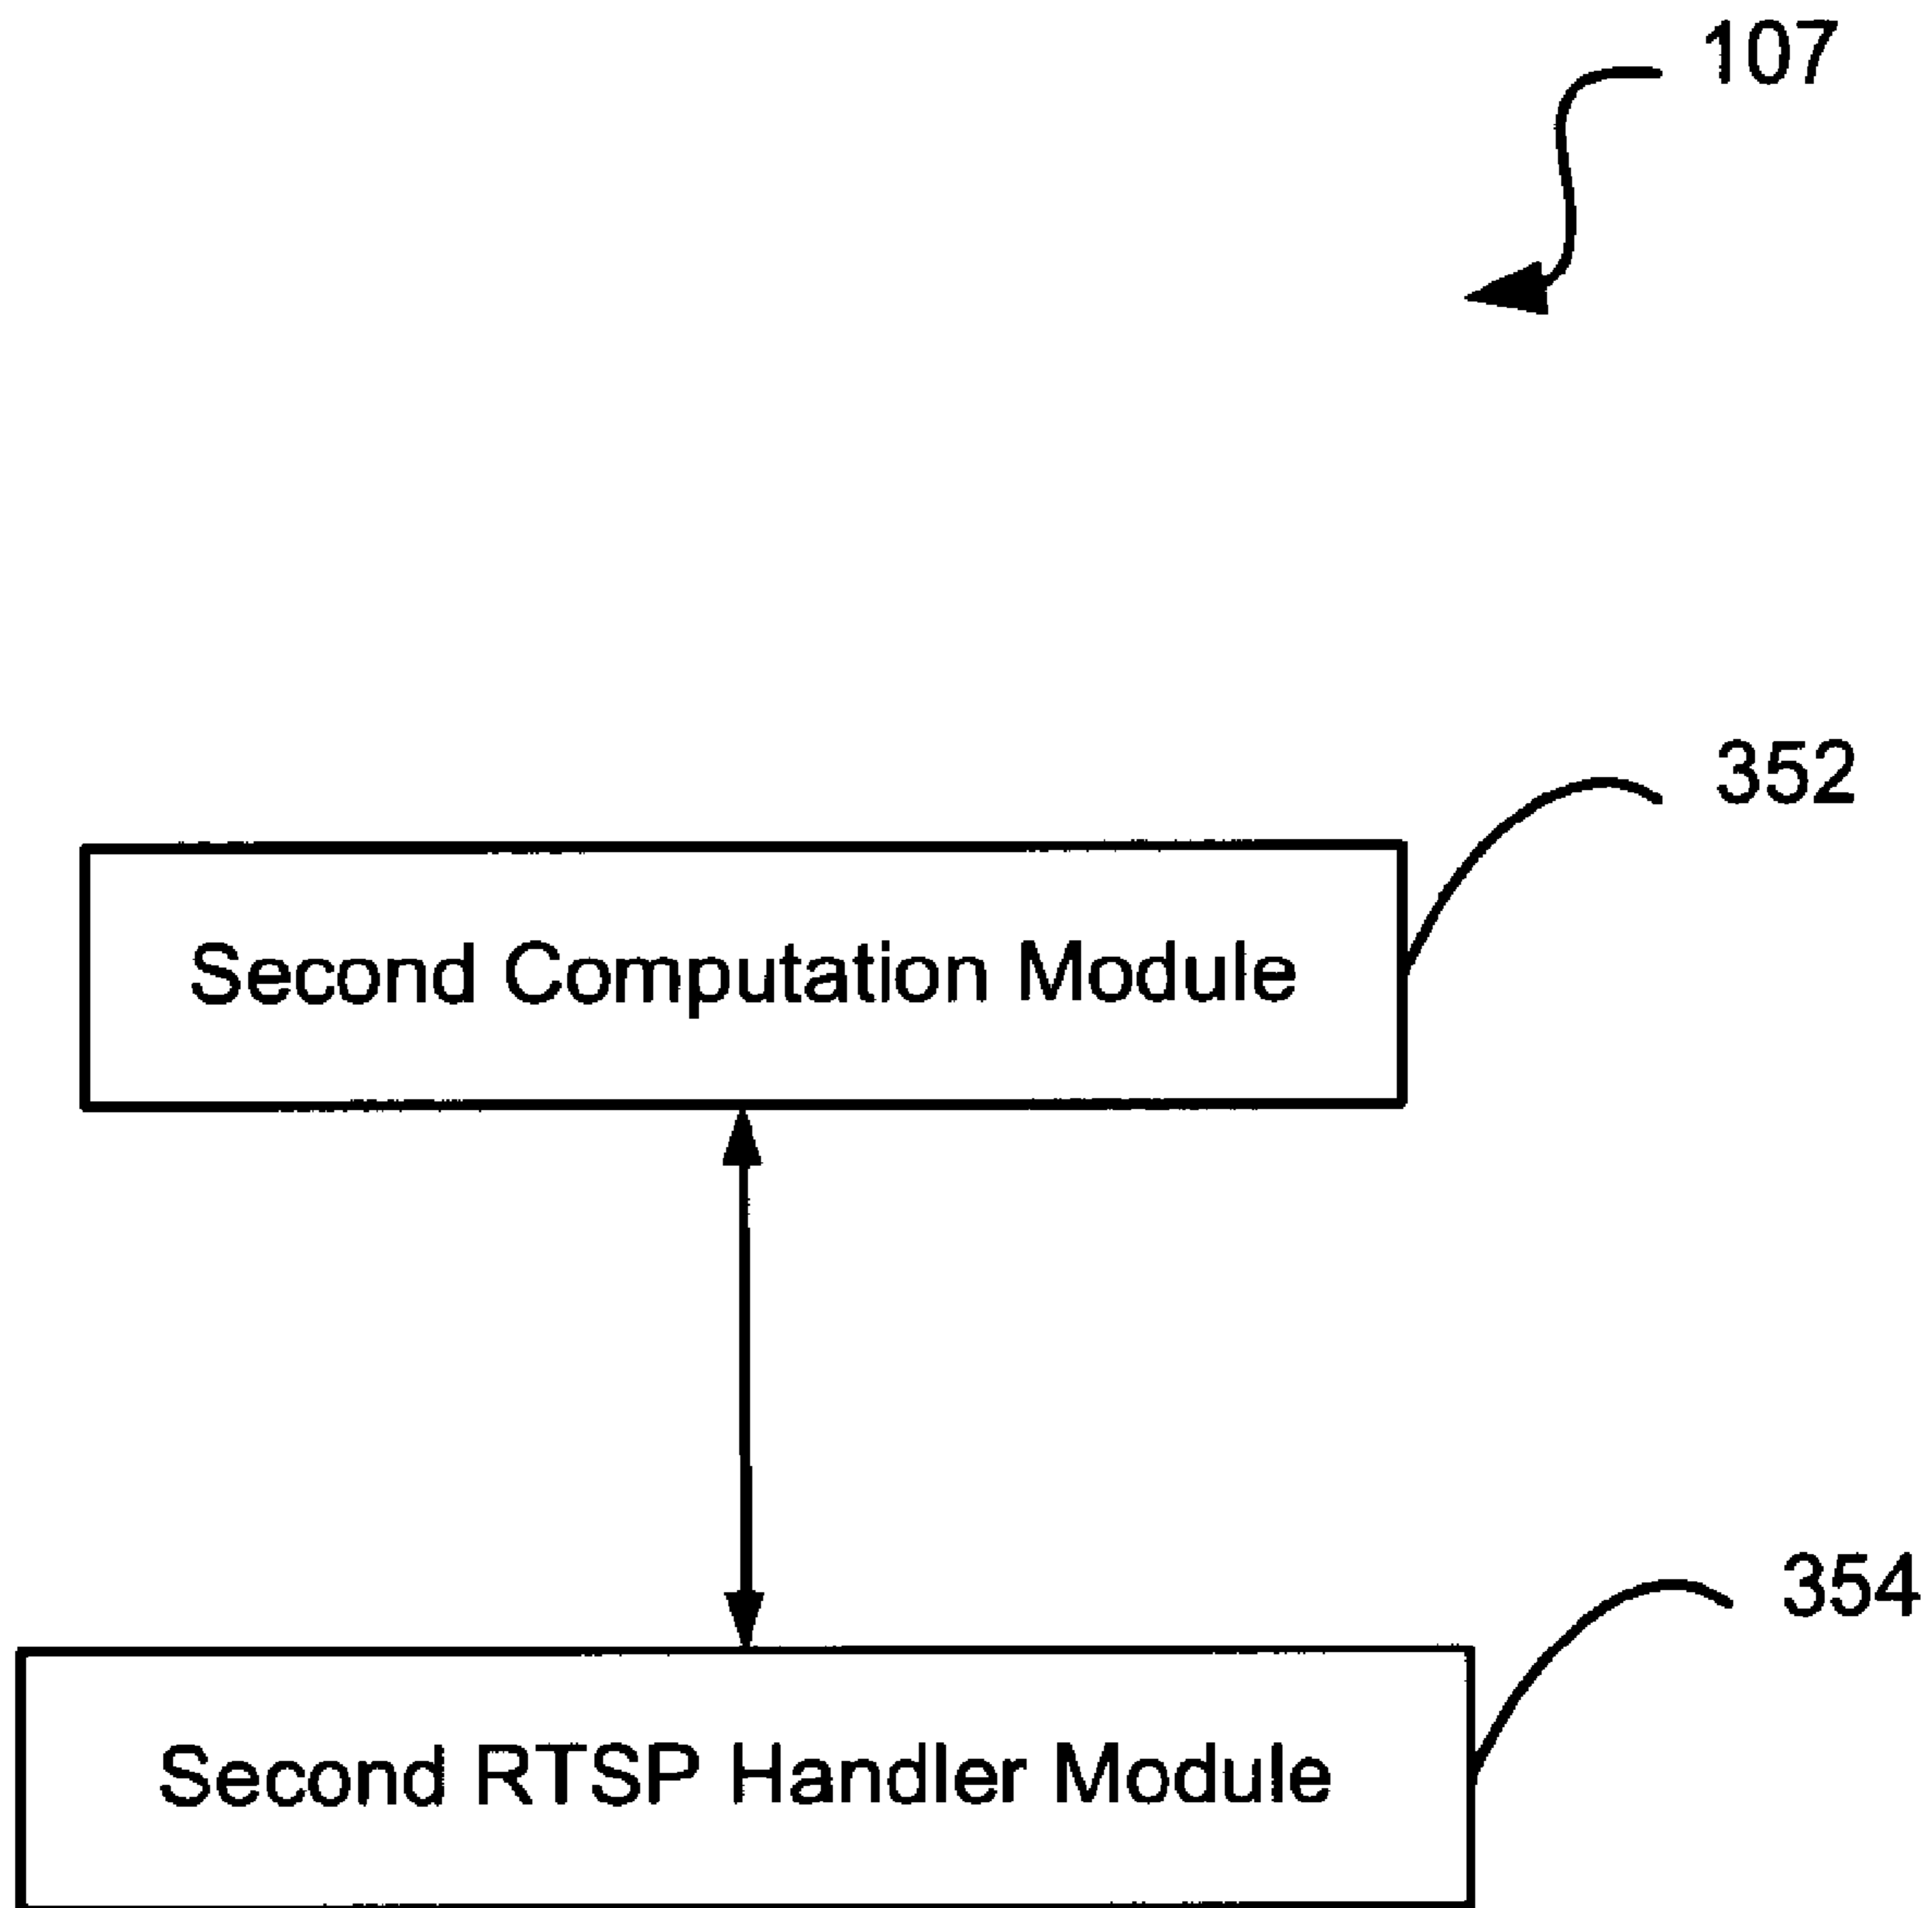 107
352
Second Computation Module
354
Second RTSP Handler Module